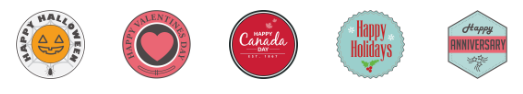 HAPPY HALLOWEEN
HAPPY VALENTINES DAY
HAPPY
Canada
DAY
EST. 1867
Happy
Holidays
Happy
ANNIVERSARY